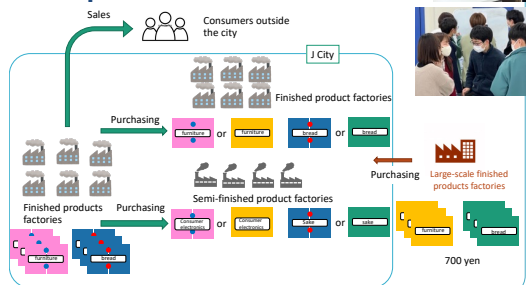 Sales
Consumers outside
the city
J City
Finished product factories
Purchasing
furniture
or
furniture
bread
or
bread
Purchasing
Large-scale finished
products factories
Semi-finished product factories
Finished products
factories
Purchasing
Consumer
electronics
or
Consumer
electronics
Sake
or
sake
furniture
bread
furniture
bread
700 yen